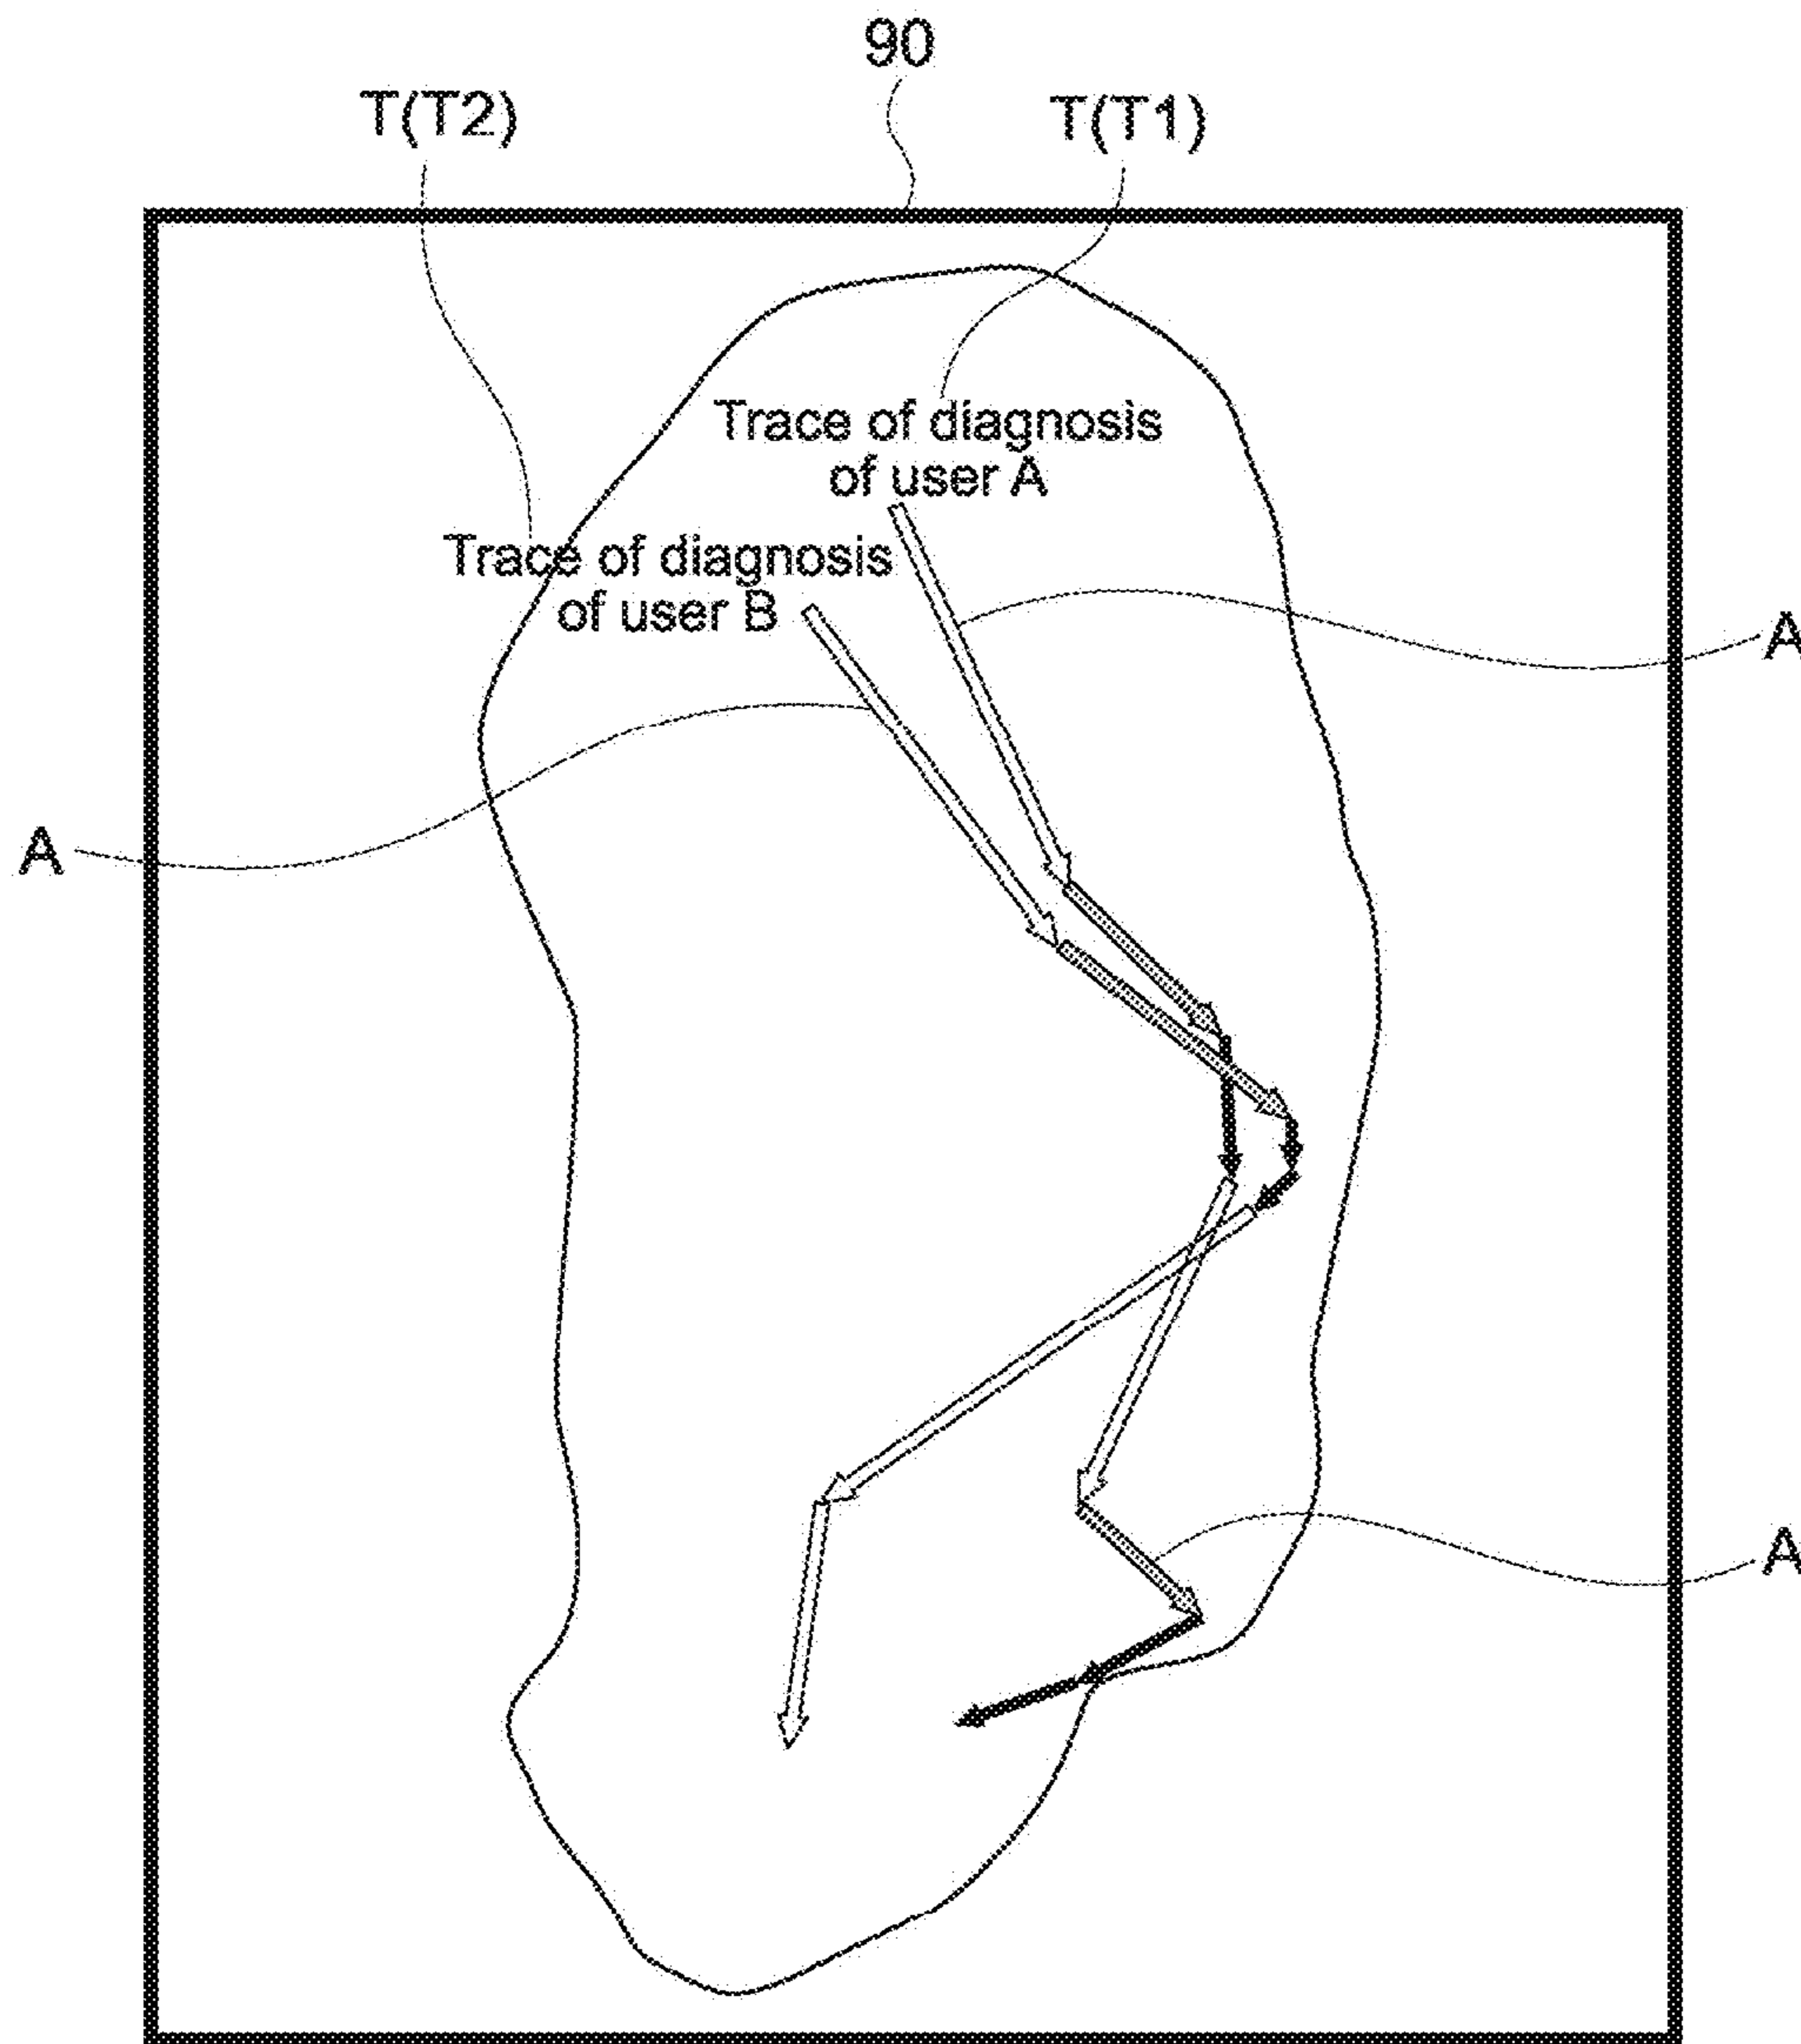 90
T(T2)
T(T1)
Trace of diagnosis
of user A
Trace of diagnosis
of user B
A
A
A